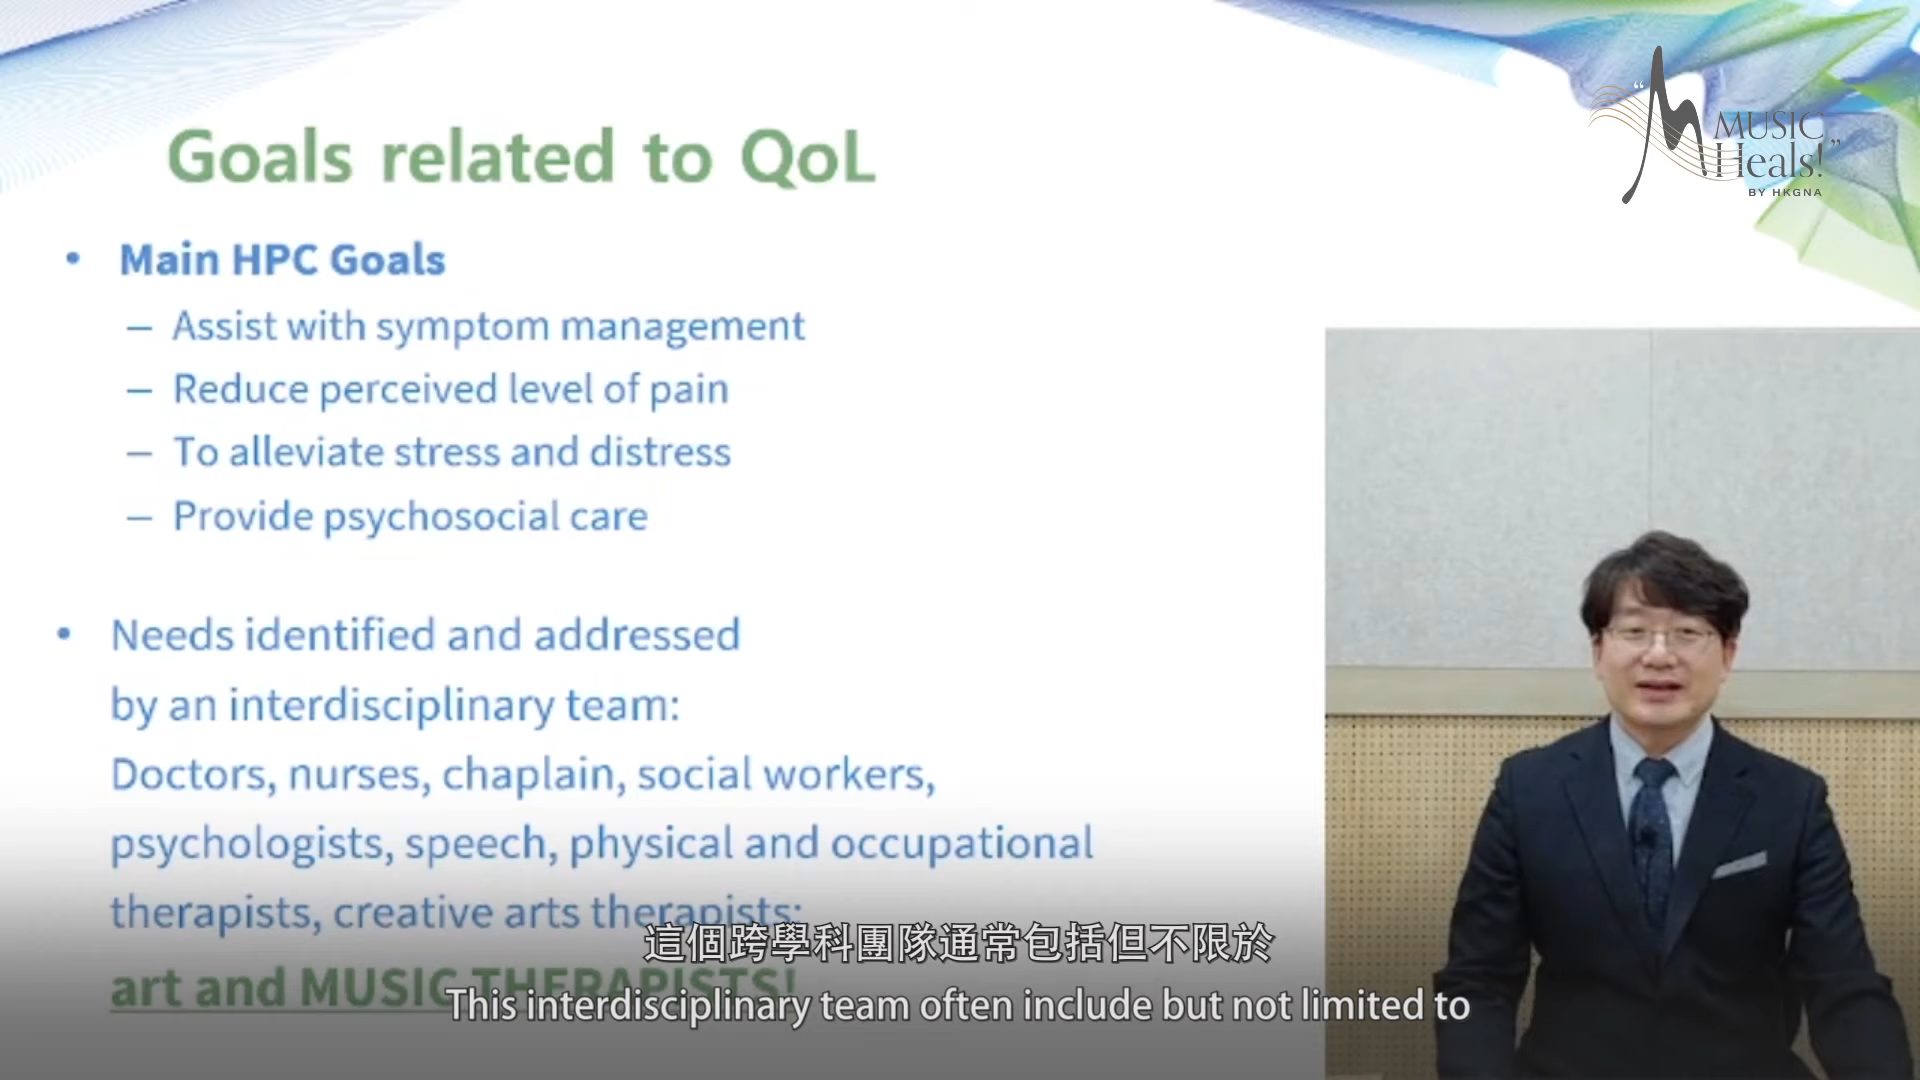 Goals related to QoL
"MUSIC
Heals!"
BY HKGNA
• Main HPC Goals
– Assist with symptom management
– Reduce perceived level of pain
– To alleviate stress and distress
– Provide psychosocial care
• Needs identified and addressed
by an interdisciplinary team:
Doctors, nurses, chaplain, social workers,
psychologists, speech, physical and occupational
therapists, creative arts therapists:
art and MUSIC THERAPISTS!
這個跨學科團隊通常包括但不限於
This interdisciplinary team often include but not limited to